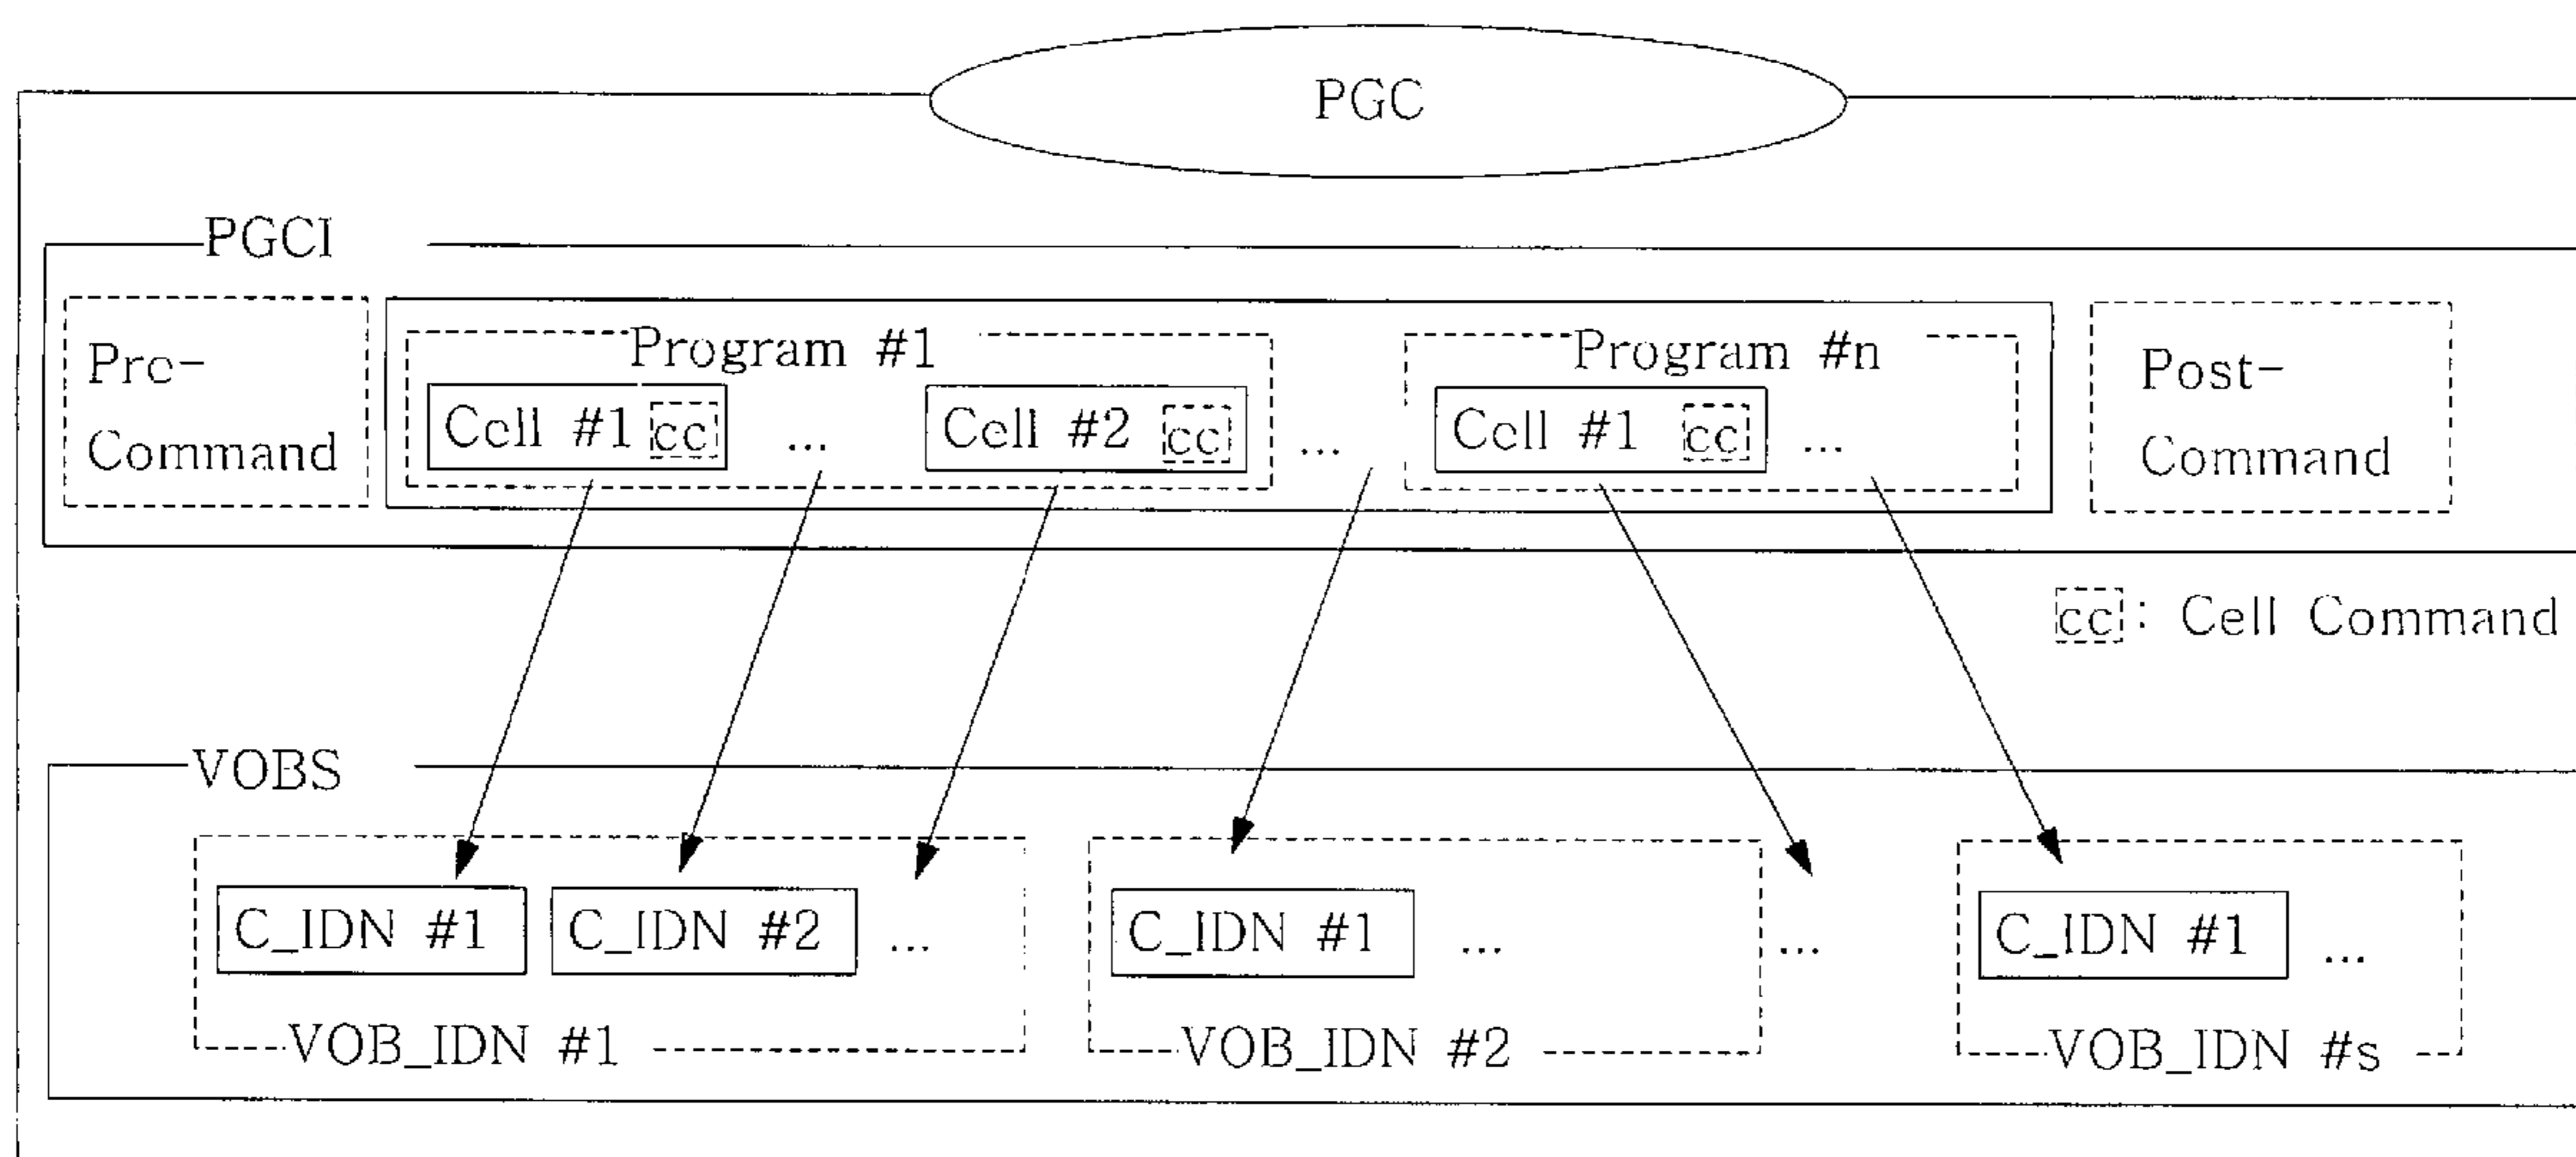 PGC
PGCI
Pre-
Command
Program #1
Cell #1 cc ... Cell #2 cc ...
Program #n
Cell #1 cc ...
Post-
Command
cc: Cell Command
VOBS
C_IDN #1 C_IDN #2 ...
VOB_IDN #1
C_IDN #1 ...
VOB_IDN #2
...
C_IDN #1 ...
VOB_IDN #s